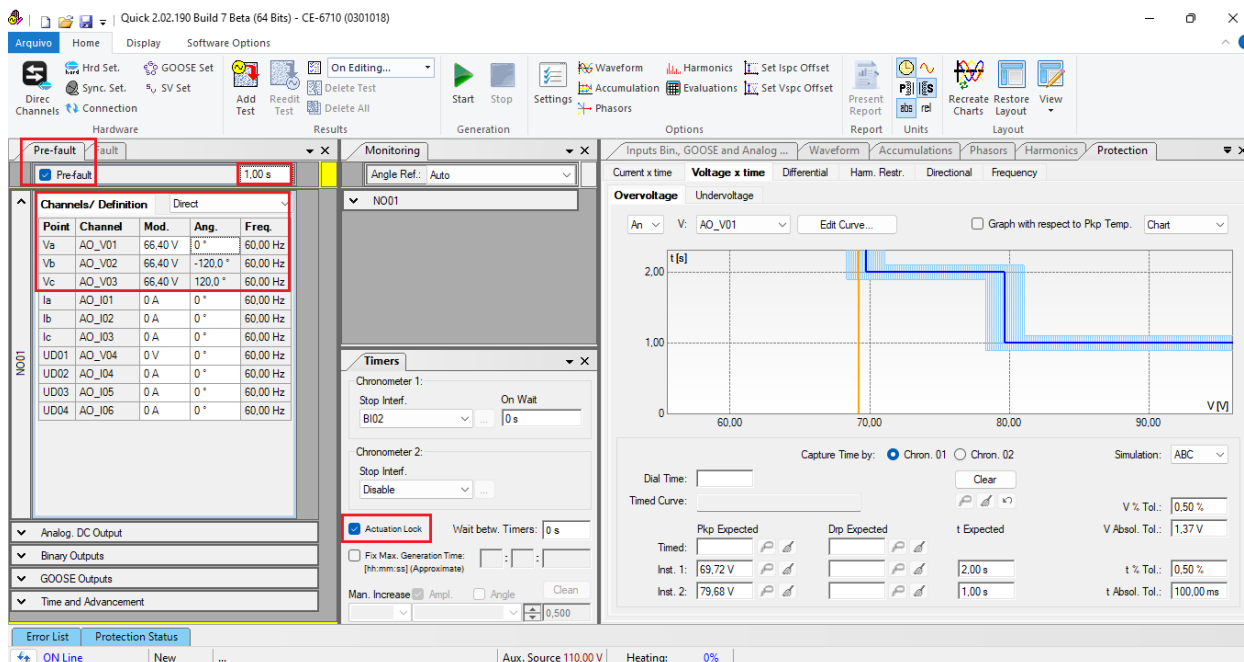 Quick 2.02.190 Build 7 Beta (64 Bits) - CE-6710 (0301018)
Arquivo Home Display Software Options
Direc Channels
Hrd Set.
Sync. Set.
Connection
GOOSE Set
SV Set
Hardware
Add Test
Reedit Test
On Editing...
Delete Test
Delete All
Results
Start
Stop
Generation
Settings
Waveform
Accumulation
Phasors
Harmonics
Evaluations
Set Ispc Offset
Set Vspc Offset
Options
Present Report
Report
abs rel
Units
Recreate Charts
Restore Layout
View
Layout
Pre-fault Fault
Pre-fault 1,00 s
NO01
Channels/ Definition Direct
Point Channel Mod. Ang. Freq.
Va AO_V01 66,40 V 0 ° 60,00 Hz
Vb AO_V02 66,40 V -120,0 ° 60,00 Hz
Vc AO_V03 66,40 V 120,0 ° 60,00 Hz
Ia AO_I01 0 A 0 ° 60,00 Hz
Ib AO_I02 0 A 0 ° 60,00 Hz
Ic AO_I03 0 A 0 ° 60,00 Hz
UD01 AO_V04 0 V 0 ° 60,00 Hz
UD02 AO_I04 0 A 0 ° 60,00 Hz
UD03 AO_I05 0 A 0 ° 60,00 Hz
UD04 AO_I06 0 A 0 ° 60,00 Hz
Analog. DC Output
Binary Outputs
GOOSE Outputs
Time and Advancement
Monitoring
Angle Ref.: Auto
NO01
Timers
Chronometer 1:
Stop Interf. On Wait
BI02 ... 0 s
Chronometer 2:
Stop Interf.
Disable ...
Actuation Lock Wait betw. Timers: 0 s
Fix Max. Generation Time: : :
[hh:mm:ss] (Approximate)
Clean
Man. Increase Ampl. Angle
0,500
Inputs Bin., GOOSE and Analog ... Waveform Accumulations Phasors Harmonics Protection
Current x time Voltage x time Differential Harm. Restr. Directional Frequency
Overvoltage Undervoltage
An V: AO_V01 Edit Curve... Graph with respect to Pkp Temp. Chart
t [s]
2,00
1,00
0
60,00 70,00 80,00 90,00
V [V]
Capture Time by: Chron. 01 Chron. 02 Simulation: ABC
Dial Time: Clear
Timed Curve:
V % Tol.: 0,50 %
Pkp Expected Drp Expected t Expected V Absol. Tol.: 1,37 V
Timed:
Inst. 1: 69,72 V 2,00 s t % Tol.: 0,50 %
Inst. 2: 79,68 V 1,00 s t Absol. Tol.: 100,00 ms
Error List Protection Status
ON Line New ... Aux. Source 110.00 V Heating: 0%